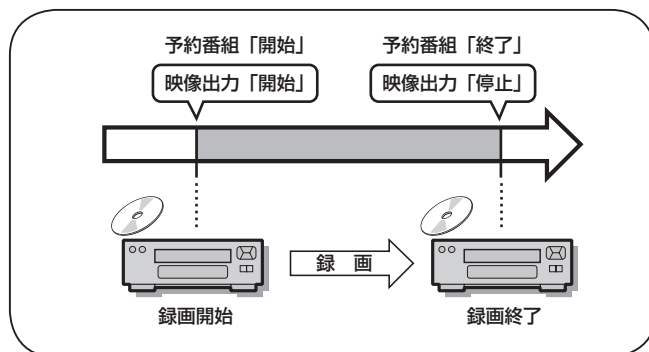 予約番組「開始」
予約番組「終了」
映像出力「開始」
映像出力「停止」
録 画
録画開始
録画終了